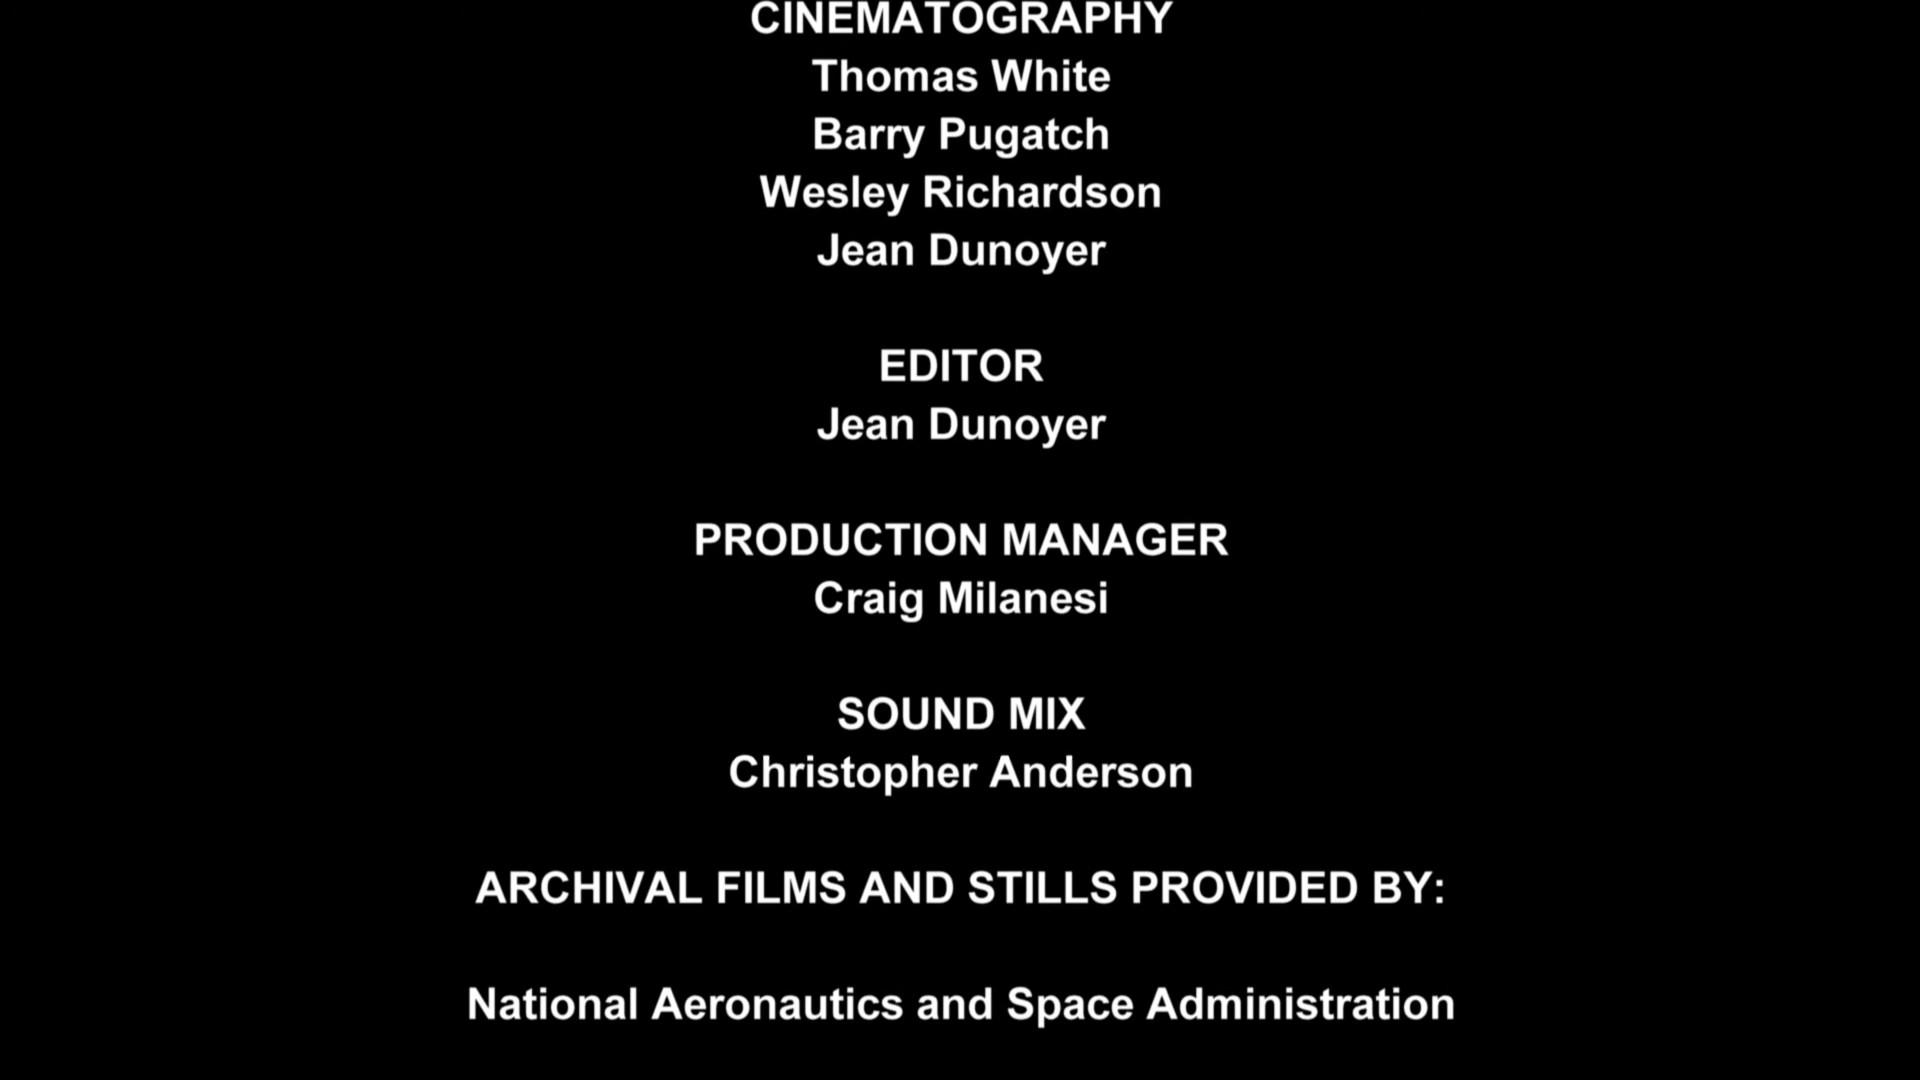 CINEMATOGRAPHY
Thomas White
Barry Pugatch
Wesley Richardson
Jean Dunoyer
EDITOR
Jean Dunoyer
PRODUCTION MANAGER
Craig Milanesi
SOUND MIX
Christopher Anderson
ARCHIVAL FILMS AND STILLS PROVIDED BY:
National Aeronautics and Space Administration